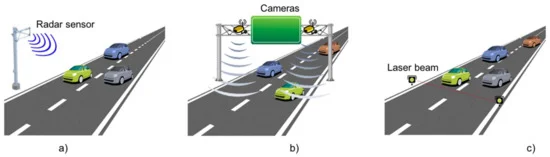 Radar sensor
Cameras
Laser beam
a)
b)
c)